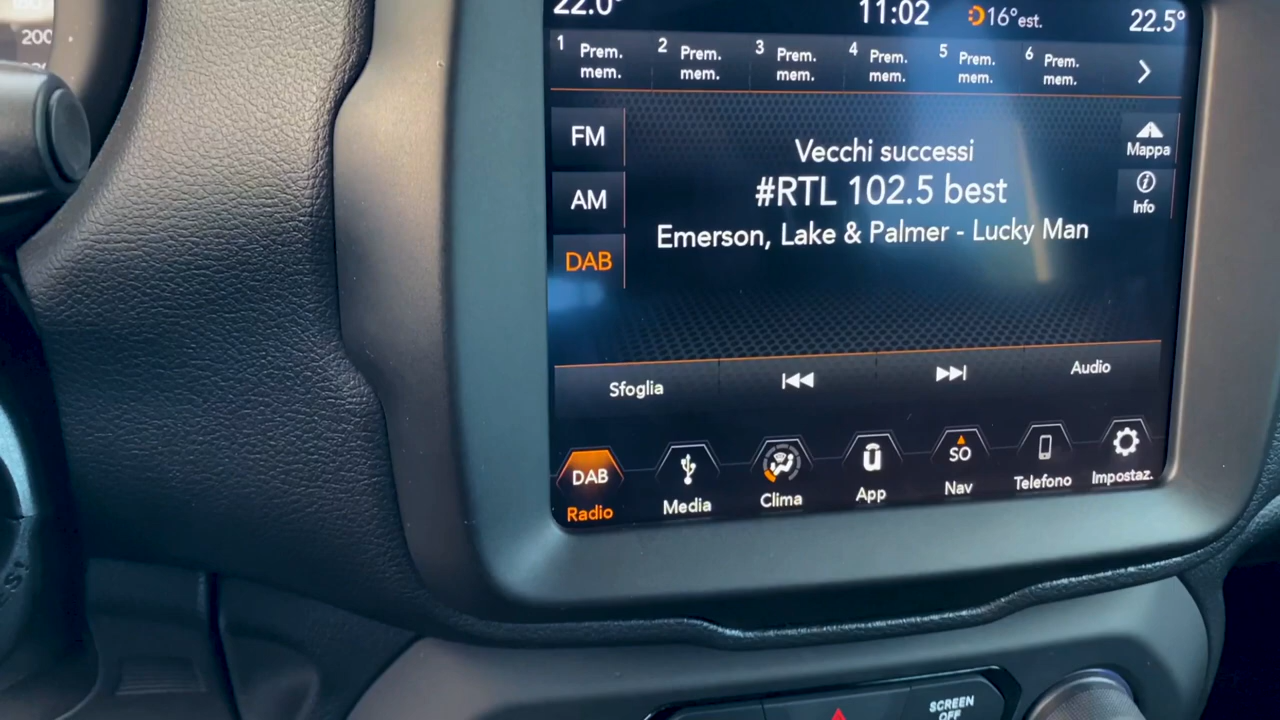 200
22.0°
11:02
16° est.
22.5°
1 Prem. mem.
2 Prem. mem.
3 Prem. mem.
4 Prem. mem.
5 Prem. mem.
6 Prem. mem.
FM
AM
DAB
Vecchi successi
#RTL 102.5 best
Emerson, Lake & Palmer - Lucky Man
Mappa
Info
Sfoglia
Audio
DAB
Radio
Media
Clima
App
SO
Nav
Telefono
Impostaz.
SCREEN
OFF